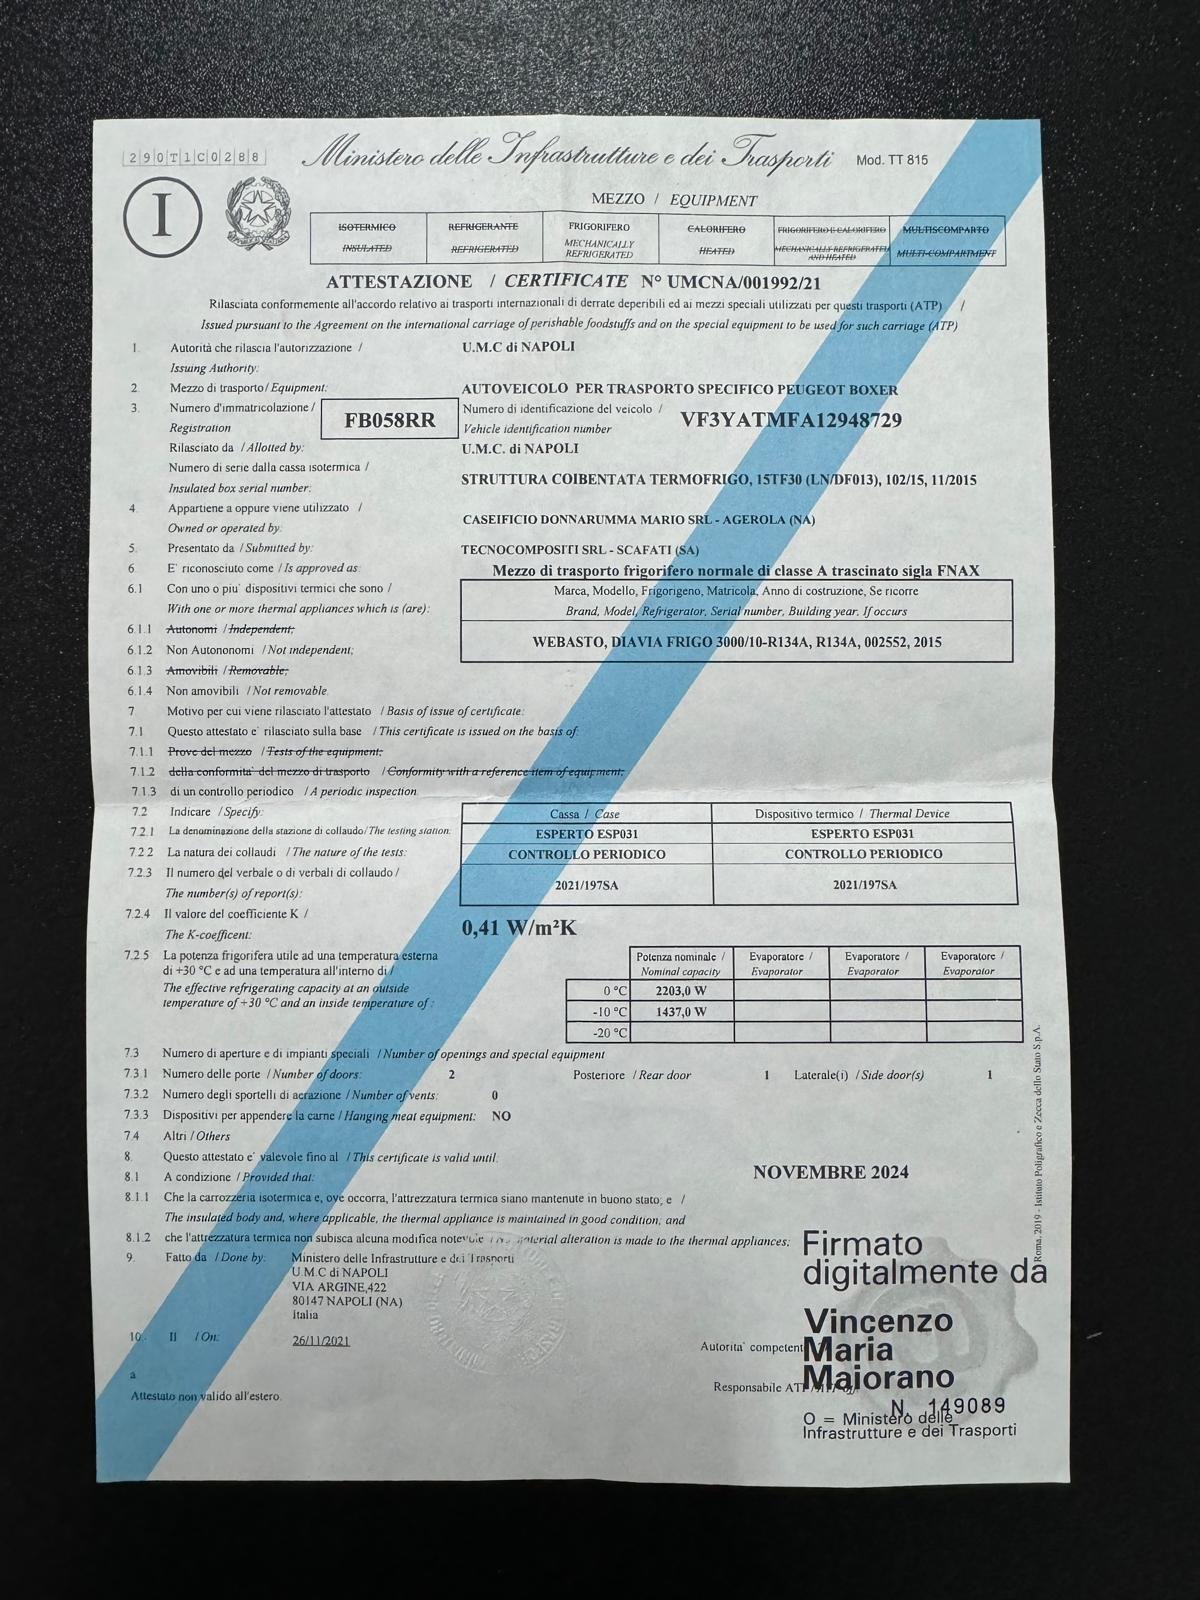 290T1C0288
Ministero delle Infrastrutture e dei Trasporti
Mod. TT 815
I
MEZZO / EQUIPMENT
ISOTERMICO INSULATED
REFRIGERANTE REFRIGERATED
FRIGORIFERO MECHANICALLY REFRIGERATED
CALORIFERO HEATED
FRIGORIFERO E CALORIFERO MECHANICALLY REFRIGERATED AND HEATED
MULTISCOMPARTO MULTI-COMPARTMENT
ATTESTAZIONE / CERTIFICATE N° UMCNA/001992/21
Rilasciata conformemente all'accordo relativo ai trasporti internazionali di derrate deperibili ed ai mezzi speciali utilizzati per questi trasporti (ATP) /
Issued pursuant to the Agreement on the international carriage of perishable foodstuffs and on the special equipment to be used for such carriage (ATP)
1. Autorità che rilascia l'autorizzazione / U.M.C di NAPOLI
Issuing Authority:
2. Mezzo di trasporto / Equipment: AUTOVEICOLO PER TRASPORTO SPECIFICO PEUGEOT BOXER
3. Numero d'immatricolazione / Registration FB058RR Numero di identificazione del veicolo / Vehicle identification number VF3YATMFA12948729
Rilasciato da / Allotted by: U.M.C. di NAPOLI
Numero di serie dalla cassa isotermica /
Insulated box serial number: STRUTTURA COIBENTATA TERMOFRIGO, 15TF30 (LN/DF013), 102/15, 11/2015
4. Appartiene a oppure viene utilizzato /
Owned or operated by: CASEIFICIO DONNARUMMA MARIO SRL - AGEROLA (NA)
5. Presentato da / Submitted by: TECNOCOMPOSITI SRL - SCAFATI (SA)
6. E' riconosciuto come / Is approved as: Mezzo di trasporto frigorifero normale di classe A trascinato sigla FNAX
6.1 Con uno o piu' dispositivi termici che sono / Marca, Modello, Frigorigeno, Matricola, Anno di costruzione, Se ricorre
With one or more thermal appliances which is (are): Brand, Model, Refrigerator, Serial number, Building year, If occurs
6.1.1 Autonomi / Independent;
6.1.2 Non Autononomi / Not independent; WEBASTO, DIAVIA FRIGO 3000/10-R134A, R134A, 002552, 2015
6.1.3 Amovibili / Removable;
6.1.4 Non amovibili / Not removable.
7. Motivo per cui viene rilasciato l'attestato / Basis of issue of certificate:
7.1 Questo attestato e' rilasciato sulla base / This certificate is issued on the basis of:
7.1.1 Prove del mezzo / Tests of the equipment;
7.1.2 della conformita' del mezzo di trasporto / Conformity with a reference item of equipment;
7.1.3 di un controllo periodico / A periodic inspection.
7.2 Indicare / Specify: Cassa / Case Dispositivo termico / Thermal Device
7.2.1 La denominazione della stazione di collaudo/The testing station. ESPERTO ESP031 ESPERTO ESP031
7.2.2 La natura dei collaudi / The nature of the tests: CONTROLLO PERIODICO CONTROLLO PERIODICO
7.2.3 Il numero del verbale o di verbali di collaudo /
The number(s) of report(s): 2021/197SA 2021/197SA
7.2.4 Il valore del coefficiente K /
The K-coefficent: 0,41 W/m²K
7.2.5 La potenza frigorifera utile ad una temperatura esterna
di +30 °C e ad una temperatura all'interno di /
The effective refrigerating capacity at an outside
temperature of +30 °C and an inside temperature of :
Potenza nominale / Nominal capacity Evaporatore / Evaporator Evaporatore / Evaporator Evaporatore / Evaporator
0 °C 2203,0 W
-10 °C 1437,0 W
-20 °C
7.3 Numero di aperture e di impianti speciali / Number of openings and special equipment
7.3.1 Numero delle porte / Number of doors: 2 Posteriore / Rear door 1 Laterale(i) / Side door(s) 1
7.3.2 Numero degli sportelli di aerazione / Number of vents: 0
7.3.3 Dispositivi per appendere la carne / Hanging meat equipment: NO
7.4 Altri / Others
8. Questo attestato e' valevole fino al / This certificate is valid until:
8.1 A condizione / Provided that: NOVEMBRE 2024
8.1.1 Che la carrozzeria isotermica e, ove occorra, l'attrezzatura termica siano mantenute in buono stato; e /
The insulated body and, where applicable, the thermal appliance is maintained in good condition; and
8.1.2 che l'attrezzatura termica non subisca alcuna modifica notevole / No material alteration is made to the thermal appliances;
9. Fatto da / Done by: Ministero delle Infrastrutture e dei Trasporti
U.M.C di NAPOLI
VIA ARGINE,422
80147 NAPOLI (NA)
Italia
10. Il / On: 26/11/2021
a
Attestato non valido all'estero.
Firmato
digitalmente da
Vincenzo
Maria
Maiorano
Autorita' competent
Responsabile AT
N. 149089
O = Ministero delle
Infrastrutture e dei Trasporti
Roma, 2019 - Istituto Poligrafico e Zecca dello Stato S.p.A.